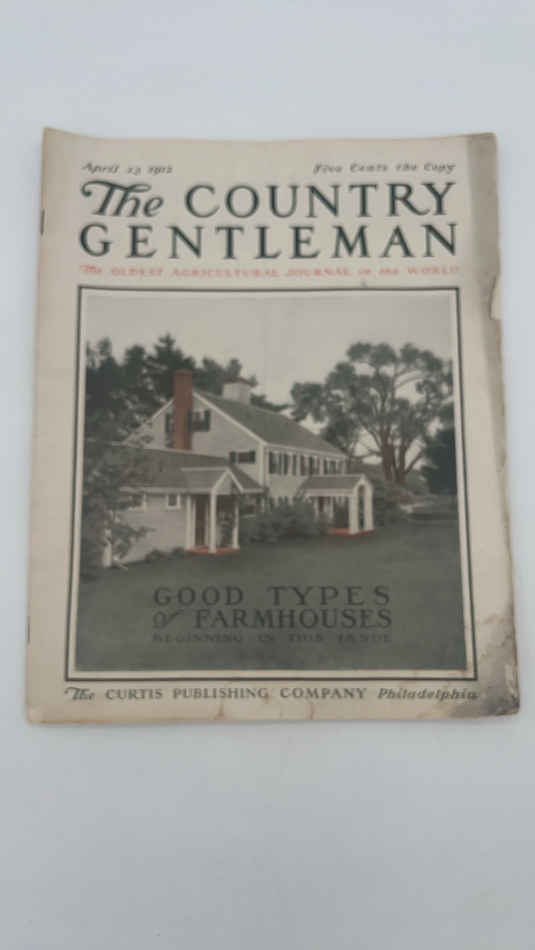 April 23 1912
Five Cents the Copy
The COUNTRY
GENTLEMAN
The OLDEST AGRICULTURAL JOURNAL in the WORLD
GOOD TYPES
of FARMHOUSES
BEGINNING IN THIS ISSUE
The CURTIS PUBLISHING COMPANY Philadelphia